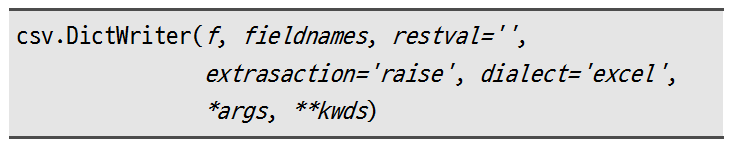 csv.DictWriter(f, fieldnames, restval='',
extrasaction='raise', dialect='excel',
*args, **kwds)